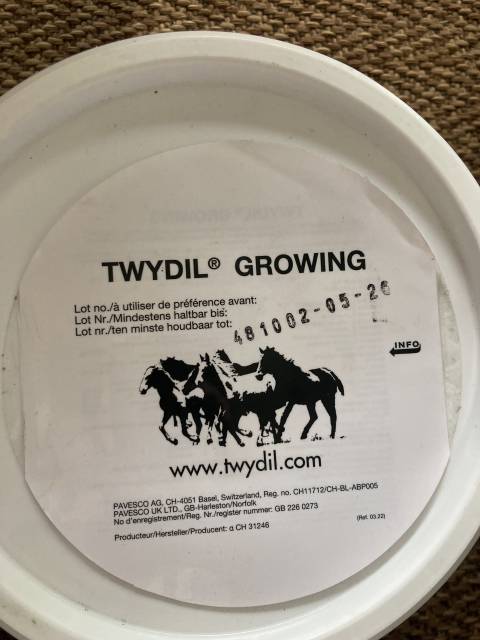 TWYDIL® GROWING
Lot no./à utiliser de préférence avant:
Lot Nr./Mindestens haltbar bis:
Lot nr./ten minste houdbaar tot: 481002-05-26
INFO
www.twydil.com
PAVESCO AG, CH-4051 Basel, Switzerland, Reg. no. CH11712/CH-BL-ABP005
PAVESCO UK LTD., GB-Harleston/Norfolk
No d'enregistrement/Reg. Nr./register nummer: GB 226 0273
Producteur/Hersteller/Producent: α CH 31246
(Ref. 03.22)